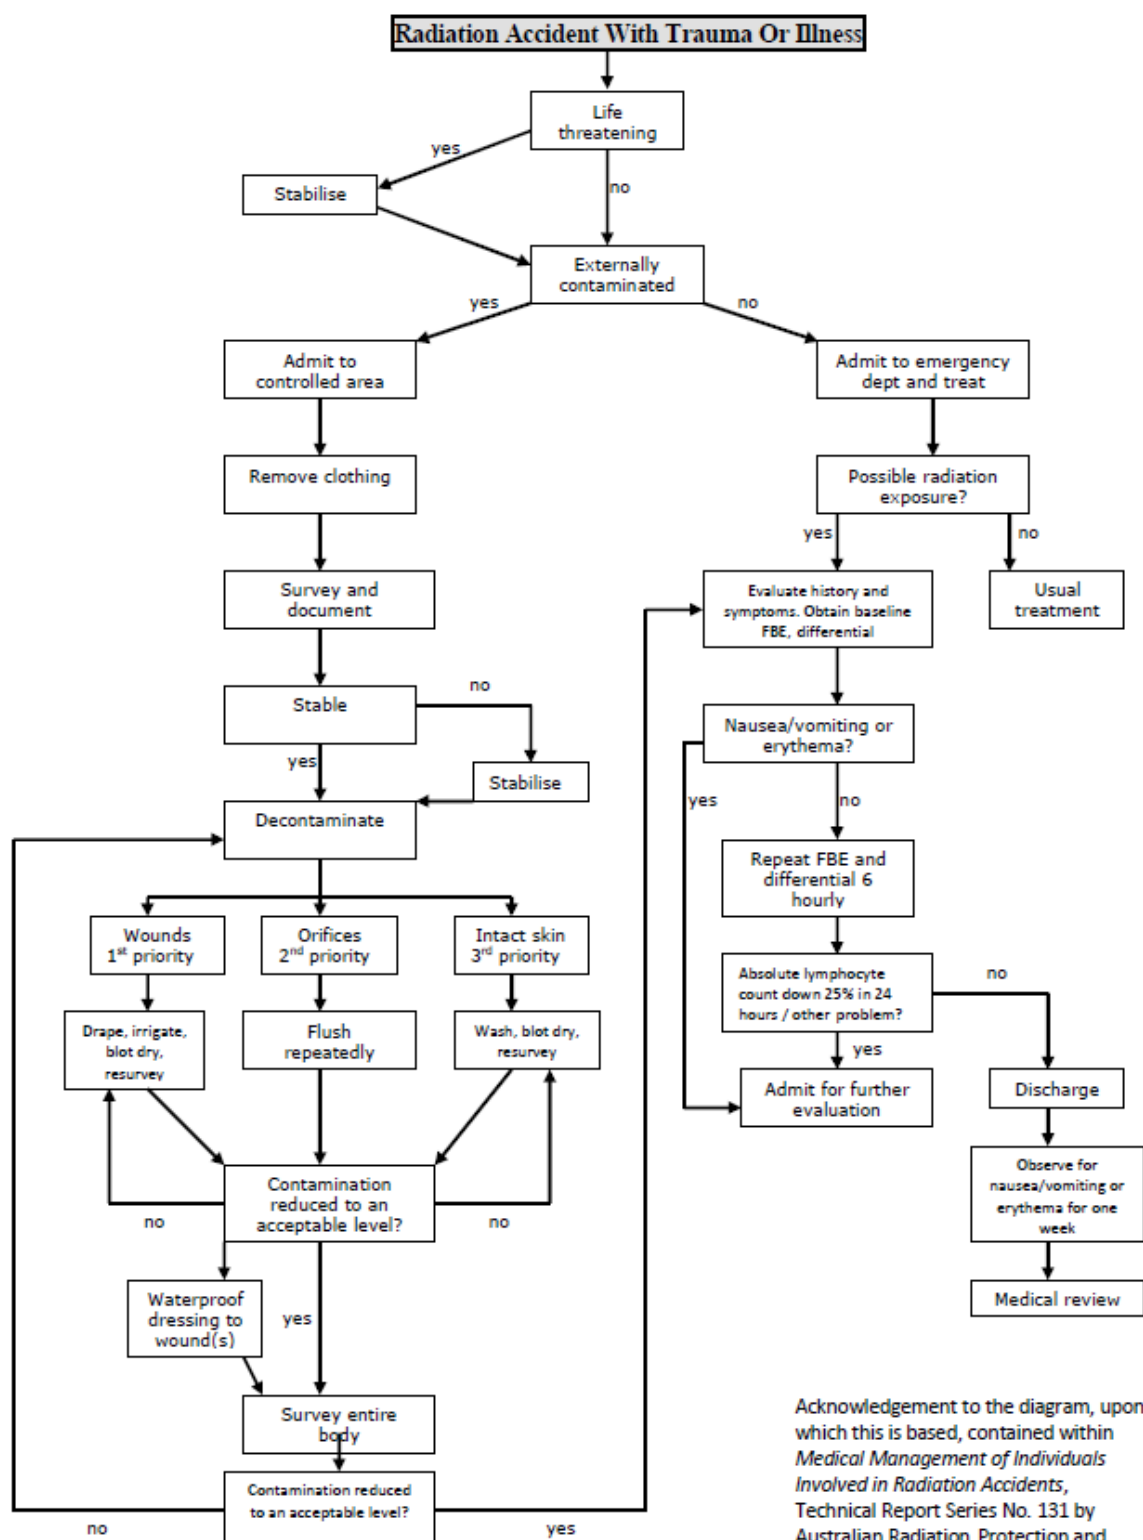 Radiation Accident With Trauma Or Illness
Life
threatening
yes
no
Stabilise
Externally
contaminated
yes
no
Admit to
controlled area
Admit to emergency
dept and treat
Remove clothing
Possible radiation
exposure?
yes
no
Survey and
document
Evaluate history and
symptoms. Obtain baseline
FBE, differential
Usual
treatment
Stable
no
yes
Stabilise
Nausea/vomiting or
erythema?
yes
no
Decontaminate
Repeat FBE and
differential 6
hourly
Wounds
1st priority
Orifices
2nd priority
Intact skin
3rd priority
Absolute lymphocyte
count down 25% in 24
hours / other problem?
no
yes
Drape, irrigate,
blot dry,
resurvey
Flush
repeatedly
Wash, blot dry,
resurvey
Admit for further
evaluation
Discharge
Contamination
reduced to an
acceptable level?
no
no
Observe for
nausea/vomiting or
erythema for one
week
Waterproof
dressing to
wound(s)
yes
Medical review
Survey entire
body
Contamination reduced
to an acceptable level?
no
yes
Acknowledgement to the diagram, upon
which this is based, contained within
Medical Management of Individuals
Involved in Radiation Accidents,
Technical Report Series No. 131 by
Australian Radiation Protection and